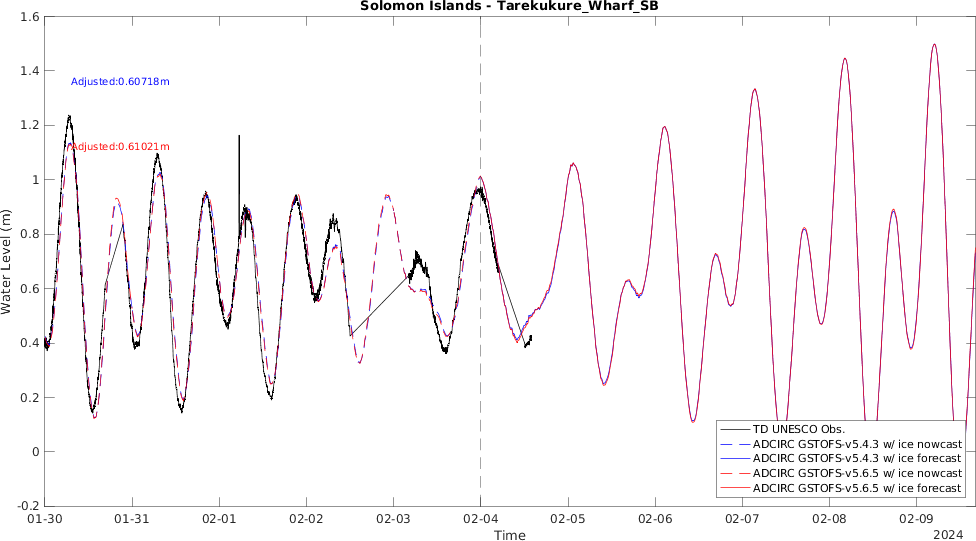 Solomon Islands - Tarekukure_Wharf_SB
1.6
1.4
1.2
1
0.8
0.6
0.4
0.2
0
-0.2
Water Level (m)
Adjusted:0.60718m
Adjusted:0.61021m
TD UNESCO Obs.
ADCIRC GSTOFS-v5.4.3 w/ ice nowcast
ADCIRC GSTOFS-v5.4.3 w/ ice forecast
ADCIRC GSTOFS-v5.6.5 w/ ice nowcast
ADCIRC GSTOFS-v5.6.5 w/ ice forecast
01-30 01-31 02-01 02-02 02-03 02-04 02-05 02-06 02-07 02-08 02-09
Time
2024